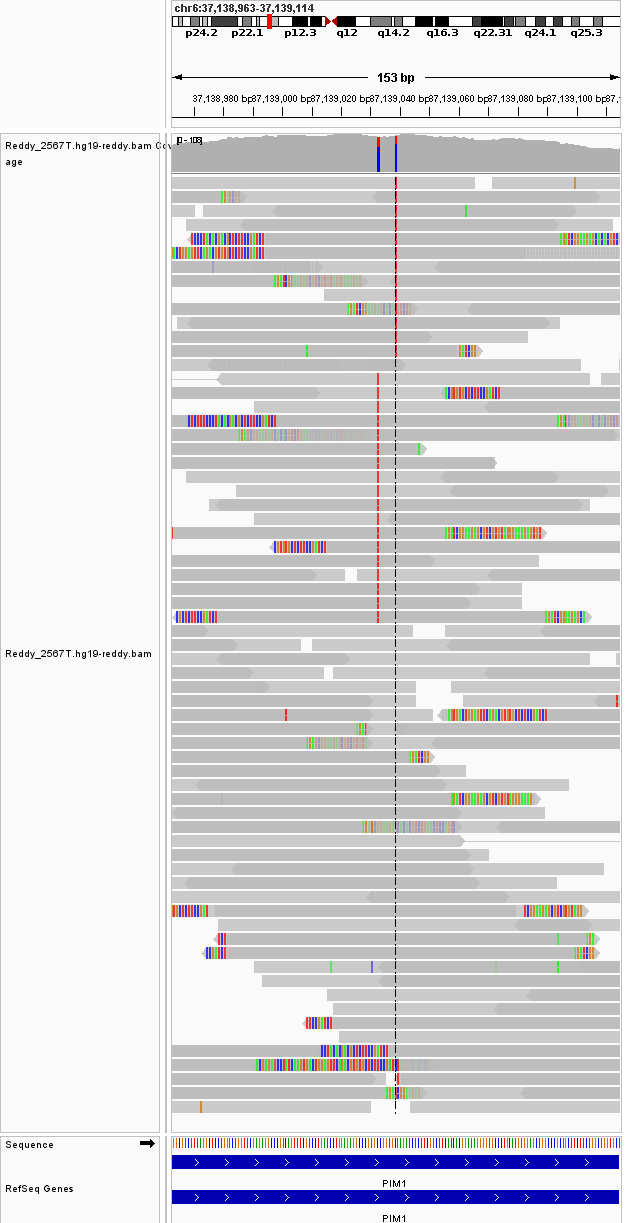 chr6:37,138,963-37,139,114
p24.2 p22.1 p12.3 q12 q14.2 q16.3 q22.31 q24.1 q25.3
153 bp
37,138,980 bp 37,139,000 bp 37,139,020 bp 37,139,040 bp 37,139,060 bp 37,139,080 bp 37,139,100 bp
Reddy_2567T.hg19-reddy.bam Cov
age
Reddy_2567T.hg19-reddy.bam
Sequence
RefSeq Genes
PIM1
PIM1